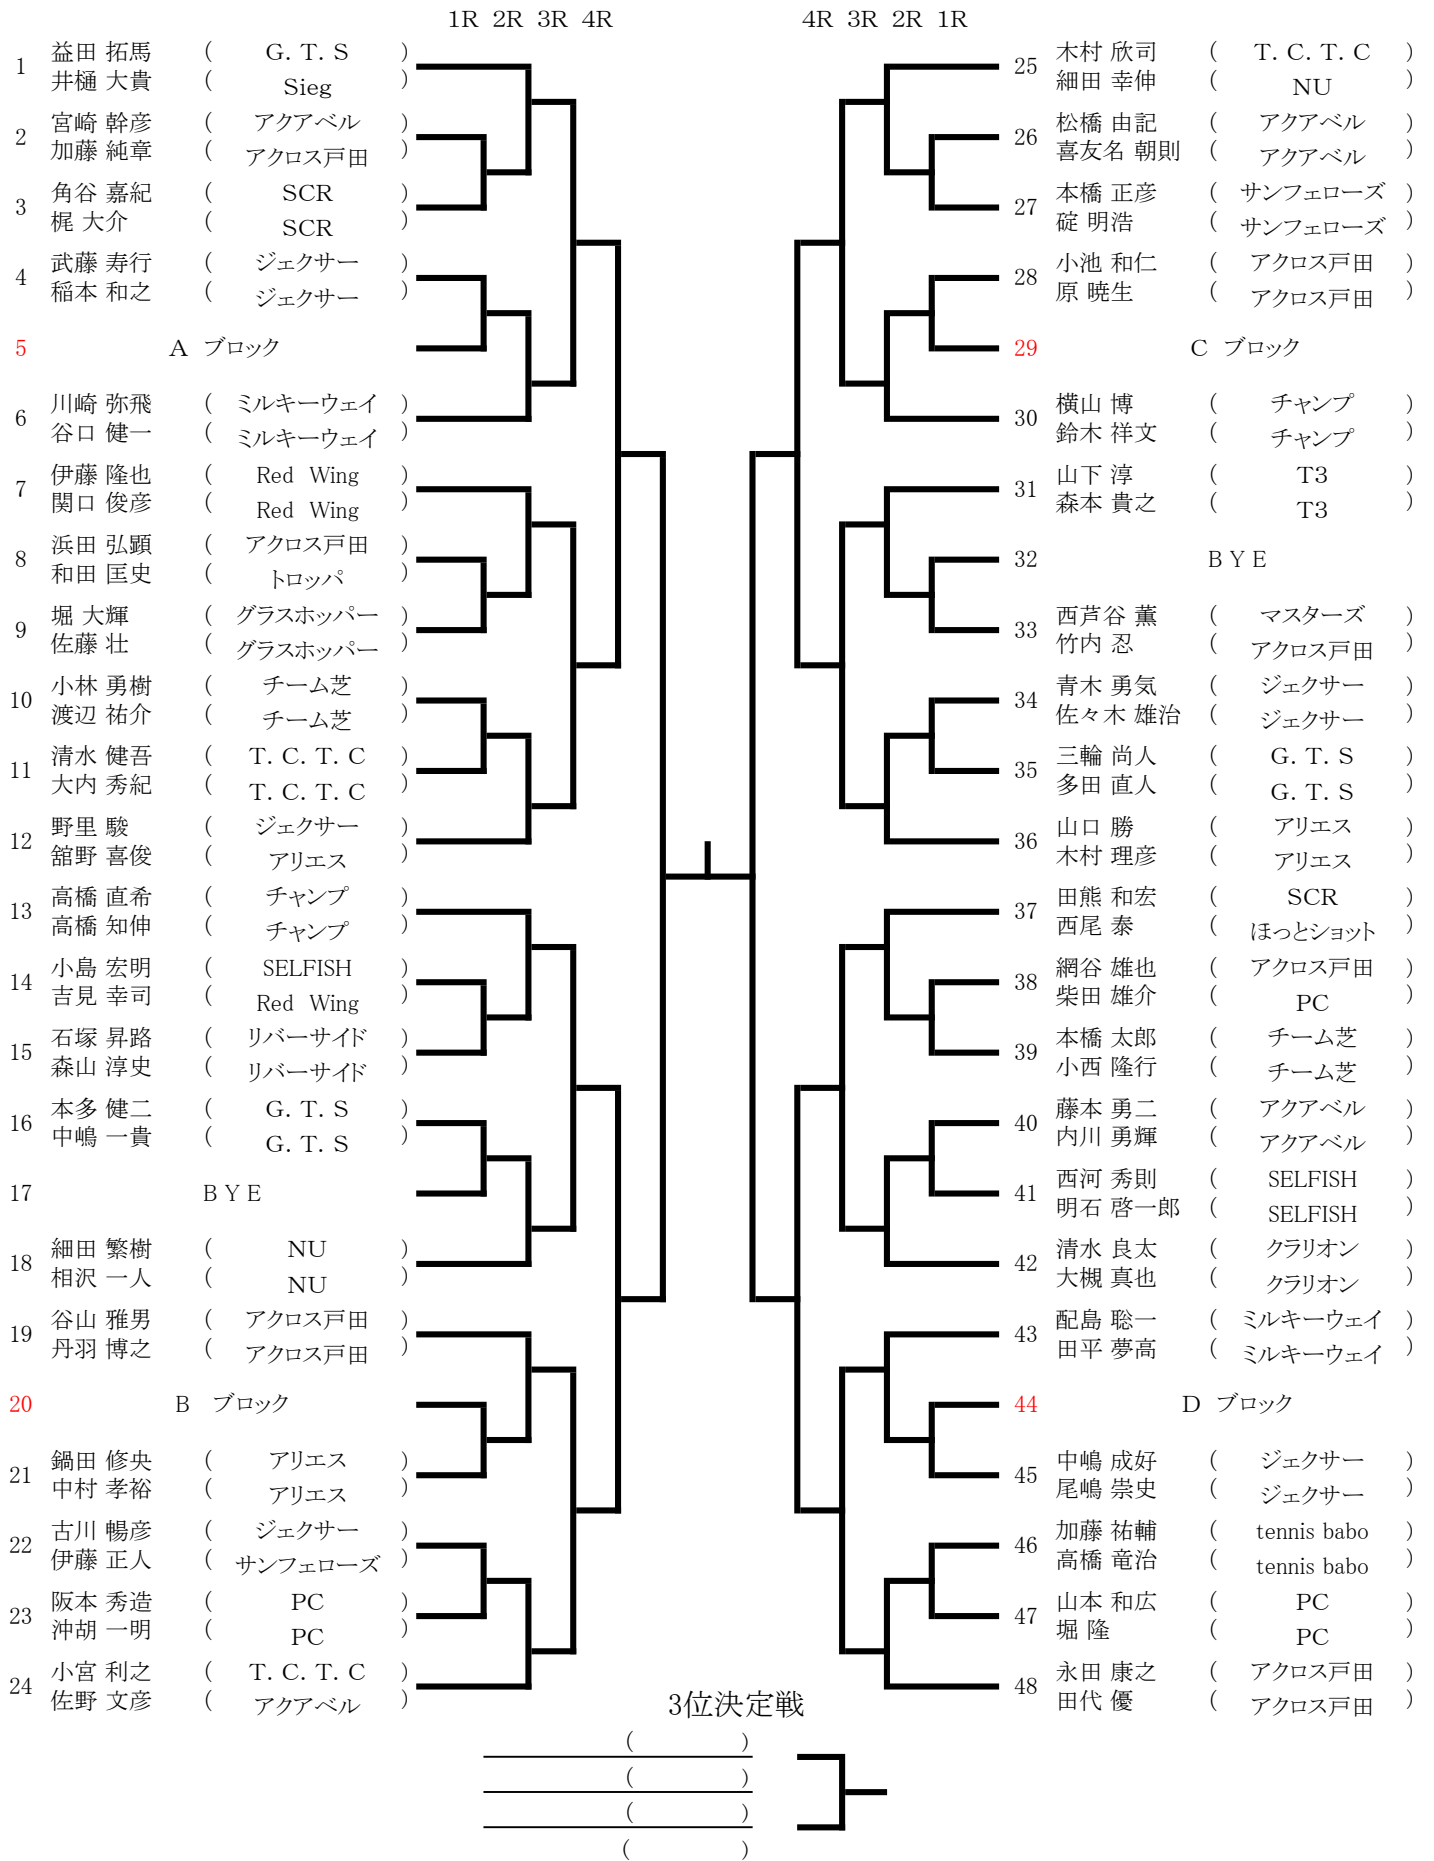 1R 2R 3R 4R
4R 3R 2R 1R
1 益田 拓馬 ( G. T. S )
井樋 大貴 ( Sieg )
2 宮崎 幹彦 ( アクアベル )
加藤 純章 ( アクロス戸田 )
3 角谷 嘉紀 ( SCR )
梶 大介 ( SCR )
4 武藤 寿行 ( ジェクサー )
稲本 和之 ( ジェクサー )
5 A ブロック
6 川崎 弥飛 ( ミルキーウェイ )
谷口 健一 ( ミルキーウェイ )
7 伊藤 隆也 ( Red Wing )
関口 俊彦 ( Red Wing )
8 浜田 弘顕 ( アクロス戸田 )
和田 匡史 ( トロッパ )
9 堀 大輝 ( グラスホッパー )
佐藤 壮 ( グラスホッパー )
10 小林 勇樹 ( チーム芝 )
渡辺 祐介 ( チーム芝 )
11 清水 健吾 ( T. C. T. C )
大内 秀紀 ( T. C. T. C )
12 野里 駿 ( ジェクサー )
舘野 喜俊 ( アリエス )
13 高橋 直希 ( チャンプ )
高橋 知伸 ( チャンプ )
14 小島 宏明 ( SELFISH )
吉見 幸司 ( Red Wing )
15 石塚 昇路 ( リバーサイド )
森山 淳史 ( リバーサイド )
16 本多 健二 ( G. T. S )
中嶋 一貴 ( G. T. S )
17 B Y E
18 細田 繁樹 ( NU )
相沢 一人 ( NU )
19 谷山 雅男 ( アクロス戸田 )
丹羽 博之 ( アクロス戸田 )
20 B ブロック
21 鍋田 修央 ( アリエス )
中村 孝裕 ( アリエス )
22 古川 暢彦 ( ジェクサー )
伊藤 正人 ( サンフェローズ )
23 阪本 秀造 ( PC )
沖胡 一明 ( PC )
24 小宮 利之 ( T. C. T. C )
佐野 文彦 ( アクアベル )
25 木村 欣司 ( T. C. T. C )
細田 幸伸 ( NU )
26 松橋 由記 ( アクアベル )
喜友名 朝則 ( アクアベル )
27 本橋 正彦 ( サンフェローズ )
碇 明浩 ( サンフェローズ )
28 小池 和仁 ( アクロス戸田 )
原 暁生 ( アクロス戸田 )
29 C ブロック
30 横山 博 ( チャンプ )
鈴木 祥文 ( チャンプ )
31 山下 淳 ( T3 )
森本 貴之 ( T3 )
32 B Y E
33 西芦谷 薫 ( マスターズ )
竹内 忍 ( アクロス戸田 )
34 青木 勇気 ( ジェクサー )
佐々木 雄治 ( ジェクサー )
35 三輪 尚人 ( G. T. S )
多田 直人 ( G. T. S )
36 山口 勝 ( アリエス )
木村 理彦 ( アリエス )
37 田熊 和宏 ( SCR )
西尾 泰 ( ほっとショット )
38 網谷 雄也 ( アクロス戸田 )
柴田 雄介 ( PC )
39 本橋 太郎 ( チーム芝 )
小西 隆行 ( チーム芝 )
40 藤本 勇二 ( アクアベル )
内川 勇輝 ( アクアベル )
41 西河 秀則 ( SELFISH )
明石 啓一郎 ( SELFISH )
42 清水 良太 ( クラリオン )
大槻 真也 ( クラリオン )
43 配島 聡一 ( ミルキーウェイ )
田平 夢高 ( ミルキーウェイ )
44 D ブロック
45 中嶋 成好 ( ジェクサー )
尾嶋 崇史 ( ジェクサー )
46 加藤 祐輔 ( tennis babo )
高橋 竜治 ( tennis babo )
47 山本 和広 ( PC )
堀 隆 ( PC )
48 永田 康之 ( アクロス戸田 )
田代 優 ( アクロス戸田 )
3位決定戦
( )
( )
( )
( )